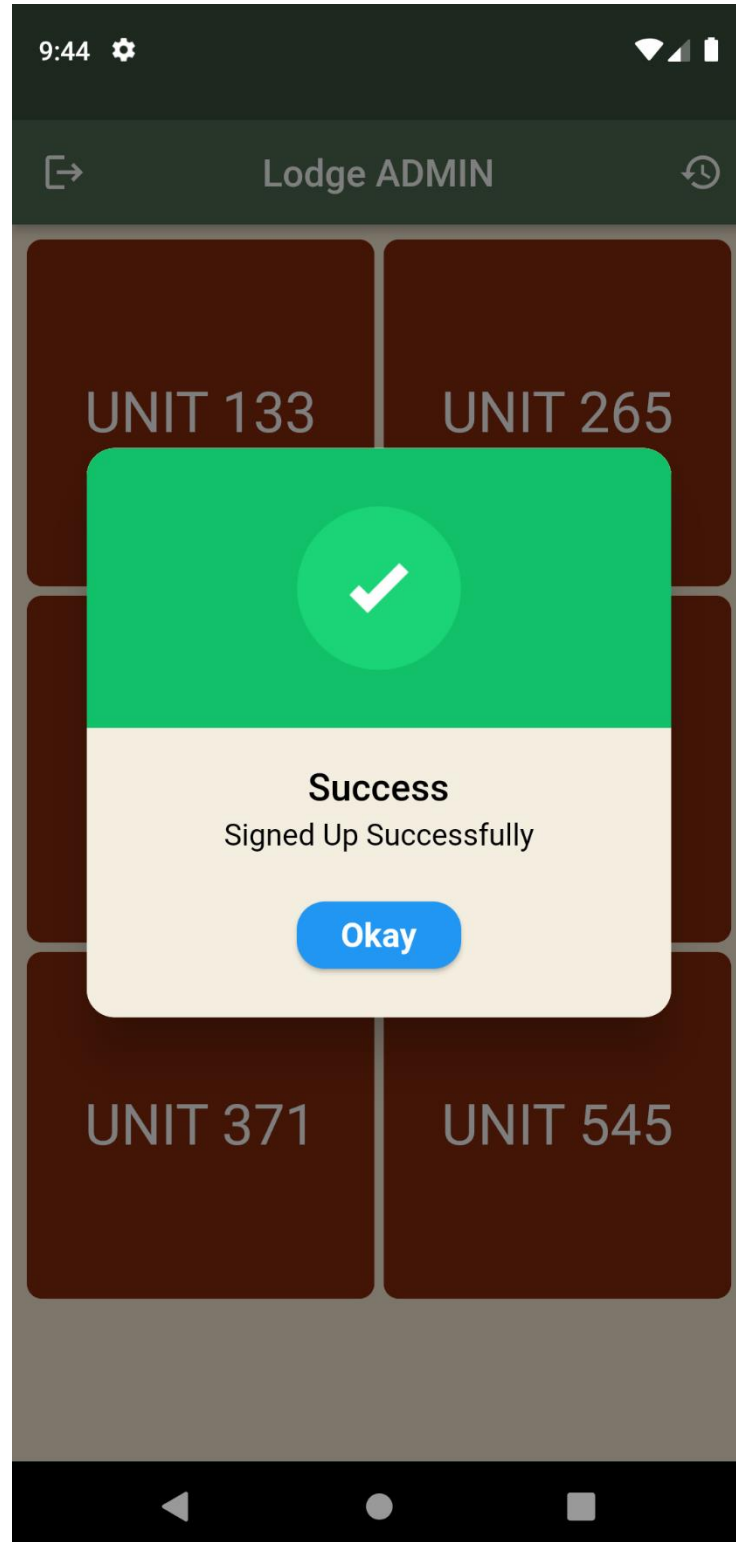 9:44
Lodge ADMIN
UNIT 133
UNIT 265
Success
Signed Up Successfully
Okay
UNIT 371
UNIT 545